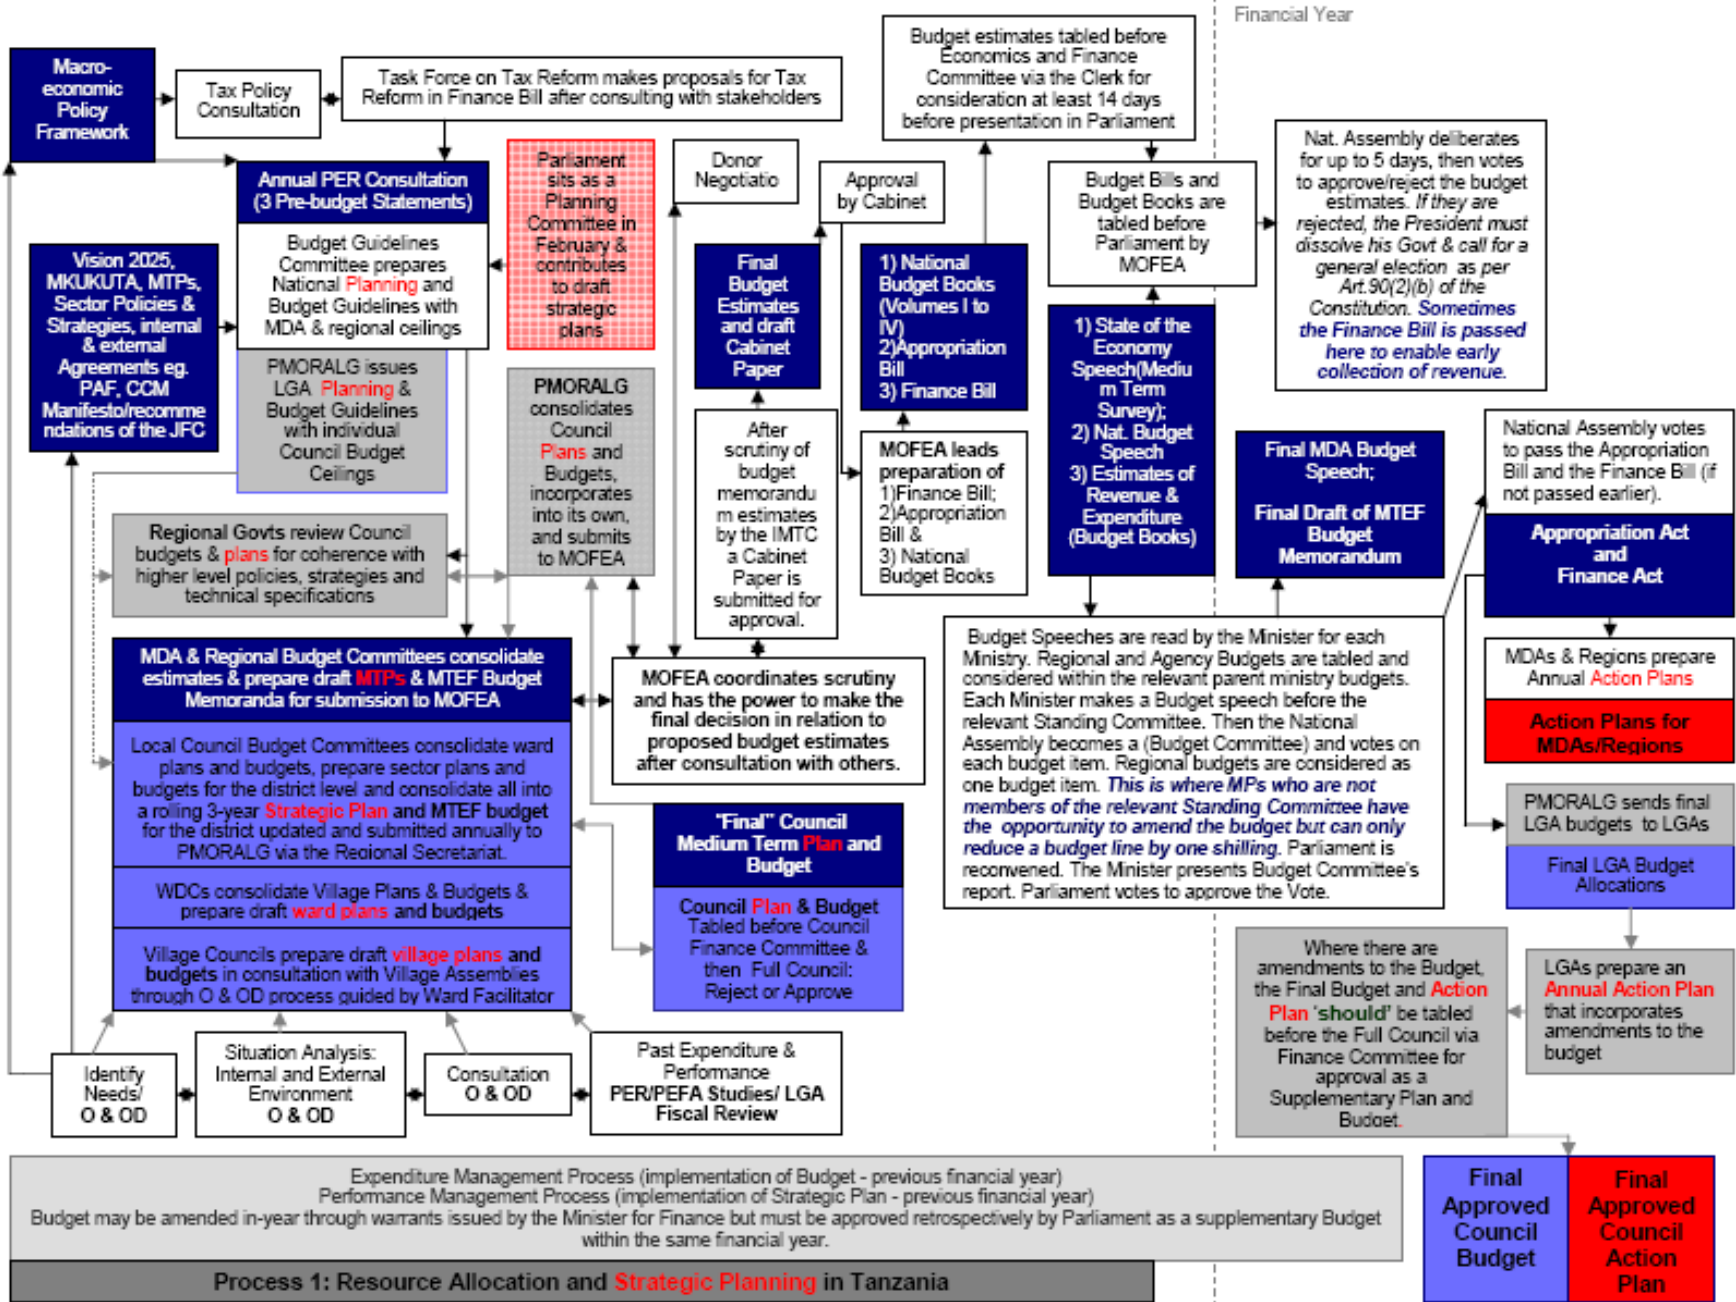 Financial Year
Macro-
economic
Policy
Framework
Tax Policy
Consultation
Task Force on Tax Reform makes proposals for Tax
Reform in Finance Bill after consulting with stakeholders
Budget estimates tabled before
Economics and Finance
Committee via the Clerk for
consideration at least 14 days
before presentation in Parliament
Annual PER Consultation
(3 Pre-budget Statements)
Budget Guidelines
Committee prepares
National Planning and
Budget Guidelines with
MDA & regional ceilings
PMORALG issues
LGA Planning &
Budget Guidelines
with individual
Council Budget
Ceilings
Parliament
sits as a
Planning
Committee in
February &
contributes
to draft
strategic
plans
Donor
Negotiatio
Approval
by Cabinet
Budget Bills and
Budget Books are
tabled before
Parliament by
MOFEA
Nat. Assembly deliberates
for up to 5 days, then votes
to approve/reject the budget
estimates. If they are
rejected, the President must
dissolve his Govt & call for a
general election as per
Art.90(2)(b) of the
Constitution. Sometimes
the Finance Bill is passed
here to enable early
collection of revenue.
Vision 2025,
MKUKUTA, MTPs,
Sector Policies &
Strategies, internal
& external
Agreements eg.
PAF, CCM
Manifesto/recomme
ndations of the JFC
Final
Budget
Estimates
and draft
Cabinet
Paper
1) National
Budget Books
(Volumes I to
IV)
2)Appropriation
Bill
3) Finance Bill
1) State of the
Economy
Speech(Mediu
m Term
Survey);
2) Nat. Budget
Speech
3) Estimates of
Revenue &
Expenditure
(Budget Books)
PMORALG
consolidates
Council
Plans and
Budgets,
incorporates
into its own,
and submits
to MOFEA
After
scrutiny of
budget
memorandu
m estimates
by the IMTC
a Cabinet
Paper is
submitted for
approval.
MOFEA leads
preparation of
1)Finance Bill;
2)Appropriation
Bill &
3) National
Budget Books
Final MDA Budget
Speech;
Final Draft of MTEF
Budget
Memorandum
National Assembly votes
to pass the Appropriation
Bill and the Finance Bill (if
not passed earlier).
Appropriation Act
and
Finance Act
Regional Govts review Council
budgets & plans for coherence with
higher level policies, strategies and
technical specifications
MDA & Regional Budget Committees consolidate
estimates & prepare draft MTPs & MTEF Budget
Memoranda for submission to MOFEA
Local Council Budget Committees consolidate ward
plans and budgets, prepare sector plans and
budgets for the district level and consolidate all into
a rolling 3-year Strategic Plan and MTEF budget
for the district updated and submitted annually to
PMORALG via the Regional Secretariat.
WDCs consolidate Village Plans & Budgets &
prepare draft ward plans and budgets
Village Councils prepare draft village plans and
budgets in consultation with Village Assemblies
through O & OD process guided by Ward Facilitator
MOFEA coordinates scrutiny
and has the power to make the
final decision in relation to
proposed budget estimates
after consultation with others.
"Final" Council
Medium Term Plan and
Budget
Council Plan & Budget
Tabled before Council
Finance Committee &
then Full Council:
Reject or Approve
Budget Speeches are read by the Minister for each
Ministry. Regional and Agency Budgets are tabled and
considered within the relevant parent ministry budgets.
Each Minister makes a Budget speech before the
relevant Standing Committee. Then the National
Assembly becomes a (Budget Committee) and votes on
each budget item. Regional budgets are considered as
one budget item. This is where MPs who are not
members of the relevant Standing Committee have
the opportunity to amend the budget but can only
reduce a budget line by one shilling. Parliament is
reconvened. The Minister presents Budget Committee's
report. Parliament votes to approve the Vote.
MDAs & Regions prepare
Annual Action Plans
Action Plans for
MDAs/Regions
PMORALG sends final
LGA budgets to LGAs
Final LGA Budget
Allocations
LGAs prepare an
Annual Action Plan
that incorporates
amendments to the
budget
Where there are
amendments to the Budget,
the Final Budget and Action
Plan 'should' be tabled
before the Full Council via
Finance Committee for
approval as a
Supplementary Plan and
Budget.
Identify
Needs/
O & OD
Situation Analysis:
Internal and External
Environment
O & OD
Consultation
O & OD
Past Expenditure &
Performance
PER/PEFA Studies/ LGA
Fiscal Review
Expenditure Management Process (implementation of Budget - previous financial year)
Performance Management Process (implementation of Strategic Plan - previous financial year)
Budget may be amended in-year through warrants issued by the Minister for Finance but must be approved retrospectively by Parliament as a supplementary Budget
within the same financial year.
Final
Approved
Council
Budget
Final
Approved
Council
Action
Plan
Process 1: Resource Allocation and Strategic Planning in Tanzania